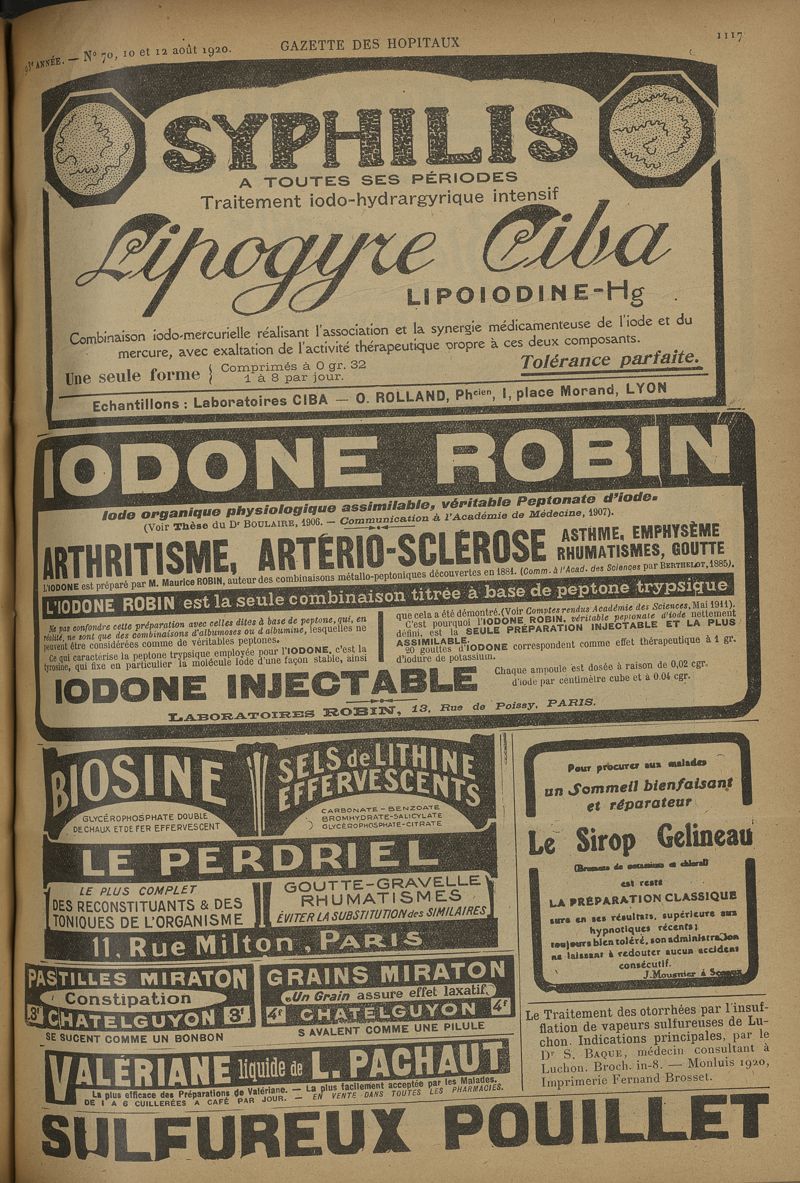 93e ANNÉE. — No 70, 10 et 12 août 1920.
GAZETTE DES HOPITAUX
1117
SYPHILIS
A TOUTES SES PÉRIODES
Traitement iodo-hydrargyrique intensif
Lipogyre Ciba
LIPOIODINE-Hg
Combinaison iodo-mercurielle réalisant l'association et la synergie médicamenteuse de l'iode et du
mercure, avec exaltation de l'activité thérapeutique propre à ces deux composants.
Une seule forme { Comprimés à 0 gr. 32
1 à 8 par jour.
Tolérance parfaite.
Echantillons : Laboratoires CIBA — O. ROLLAND, Phcien, 1, place Morand, LYON
IODONE ROBIN
Iode organique physiologique assimilable, véritable Peptonate d'iode.
(Voir Thèse du Dr BOULAIRE, 1906. — Communication à l'Académie de Médecine, 1907).
ARTHRITISME, ARTÉRIO-SCLÉROSE
ASTHME, EMPHYSÈME
RHUMATISMES, GOUTTE
L'IODONE est préparé par M. Maurice ROBIN, auteur des combinaisons métallo-peptoniques découvertes en 1881. (Comm. à l'Acad. des Sciences par BERTHELOT, 1885).
L'IODONE ROBIN est la seule combinaison titrée à base de peptone trypsique
Ne pas confondre cette préparation avec celles dites à base de peptone, qui, en
réalité, ne sont que des combinaisons d'albumoses ou d'albumine, lesquelles ne
peuvent être considérées comme de véritables peptones.
Ce qui caractérise la peptone trypsique employée pour l'IODONE, c'est la
tyrosine, qui fixe en particulier la molécule iode d'une façon stable, ainsi
que cela a été démontré. (Voir Comptes rendus Académie des Sciences, Mai 1911).
C'est pourquoi l'IODONE ROBIN, véritable peptonate d'iode nettement
défini, est la SEULE PRÉPARATION INJECTABLE ET LA PLUS
ASSIMILABLE.
20 gouttes d'IODONE correspondent comme effet thérapeutique à 1 gr.
d'iodure de potassium.
IODONE INJECTABLE
Chaque ampoule est dosée à raison de 0,02 cgr.
d'iode par centimètre cube et à 0.04 cgr.
LABORATOIRES ROBIN, 13, Rue de Poissy, PARIS.
BIOSINE
GLYCÉROPHOSPHATE DOUBLE
DE CHAUX ET DE FER EFFERVESCENT
SELS de LITHINE
EFFERVESCENTS
CARBONATE - BENZOATE
BROMHYDRATE-SALICYLATE
GLYCÉROPHOSPHATE-CITRATE
LE PERDRIEL
LE PLUS COMPLET
DES RECONSTITUANTS & DES
TONIQUES DE L'ORGANISME
GOUTTE-GRAVELLE
RHUMATISMES
ÉVITER LA SUBSTITUTION des SIMILAIRES
11, Rue Milton, PARIS
PASTILLES MIRATON
Constipation
3f CHATELGUYON 3f
SE SUCENT COMME UN BONBON
GRAINS MIRATON
"Un Grain assure effet laxatif"
4f CHATELGUYON 4f
S AVALENT COMME UNE PILULE
VALÉRIANE liquide de L. PACHAUT
La plus efficace des Préparations de Valériane. — La plus facilement acceptée par les Malades.
DE 1 A 6 CUILLERÉES A CAFÉ PAR JOUR. — EN VENTE DANS TOUTES LES PHARMACIES.
Pour procurer aux malades
un Sommeil bienfaisant
et réparateur
Le Sirop Gelineau
est resté
LA PRÉPARATION CLASSIQUE
sure en ses résultats, supérieure aux
hypnotiques récents;
toujours bien toléré, son administration
ne laissant à redouter aucun accident
consécutif.
J. Mousnier à Sceaux
Le Traitement des otorrhées par l'insuf-
flation de vapeurs sulfureuses de Lu-
chon. Indications principales, par le
Dr S. BAQUE, médecin consultant à
Luchon. Broch. in-8. — Monluis 1920,
Imprimerie Fernand Brosset.
SULFUREUX POUILLET